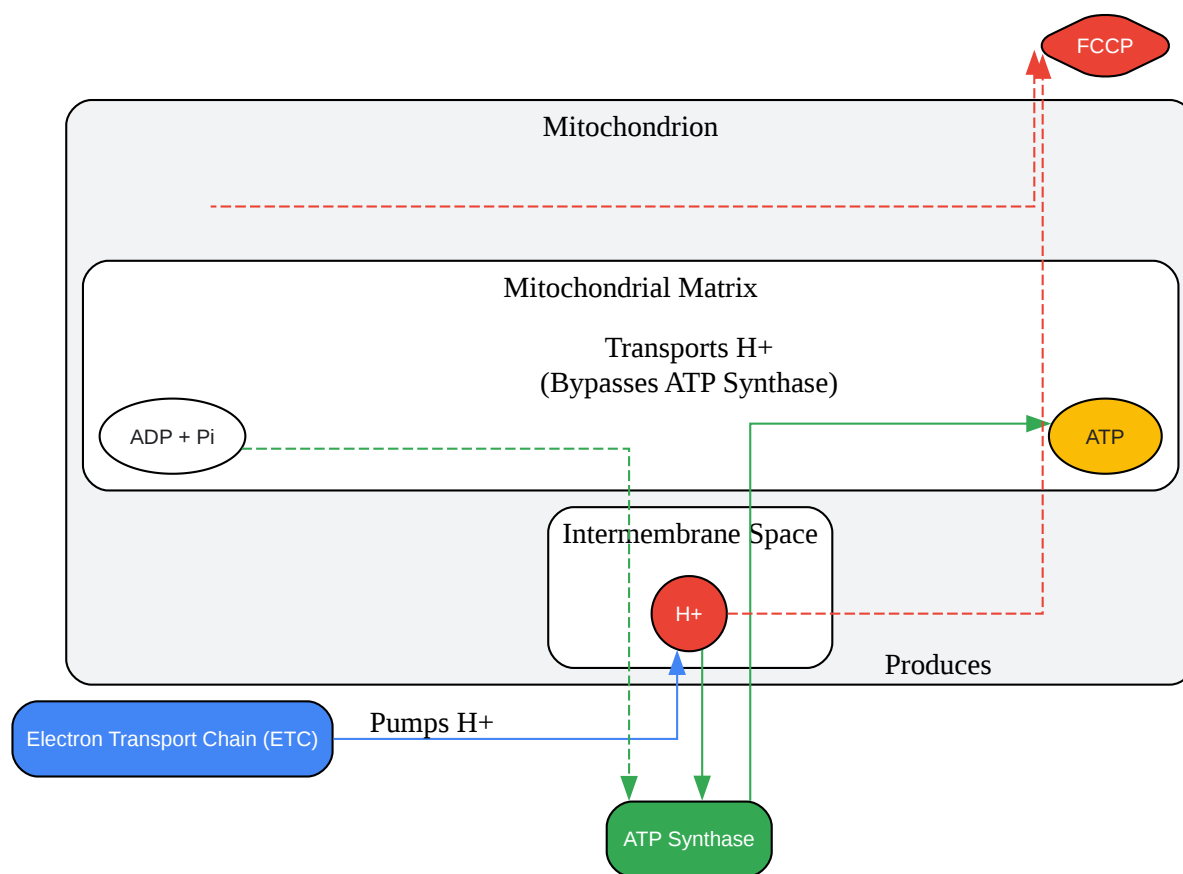 FCCP
Mitochondrion
Mitochondrial Matrix
Transports H+
(Bypasses ATP Synthase)
ADP + Pi
ATP
Intermembrane Space
H+
Produces
Pumps H+
Electron Transport Chain (ETC)
ATP Synthase